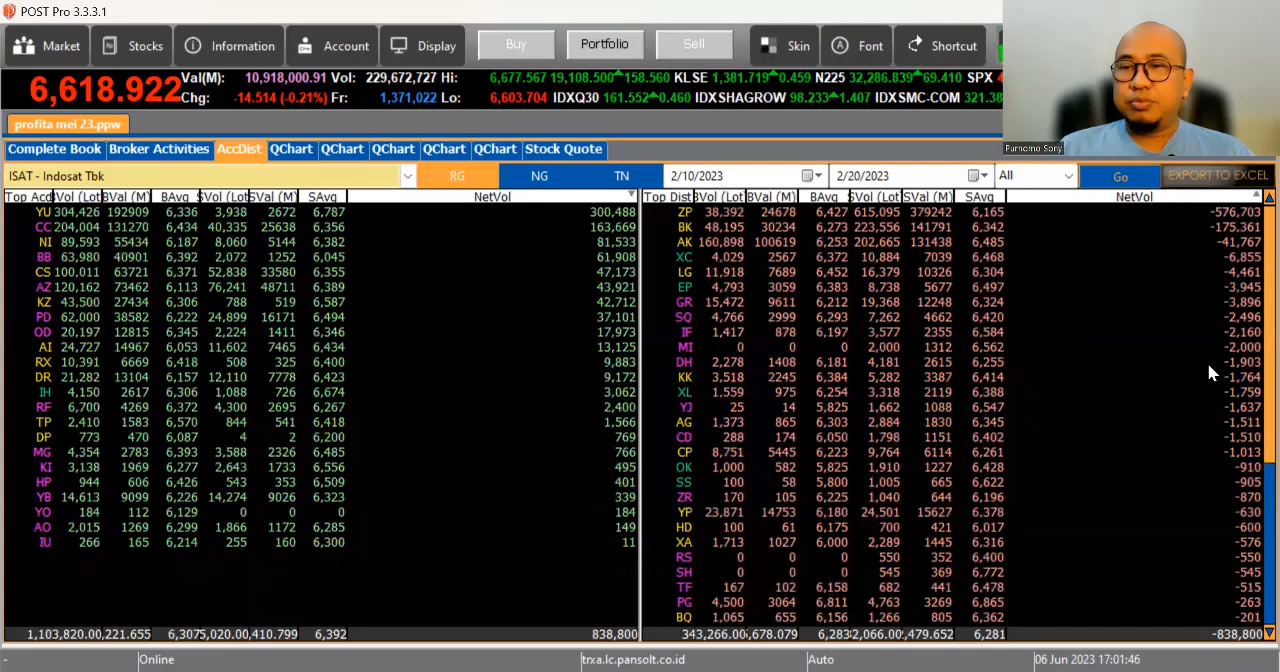 POST Pro 3.3.3.1
Market Stocks Information Account Display Buy Portfolio Sell Skin Font Shortcut
6,618.922 Val(M): 10,918,000.91 Vol: 229,672,727 Hi: 6,677.567 19,108.500 158.560 KLSE 1,381.719 0.459 N225 32,286.839 69.410 SPX
Chg: -14.514 (-0.21%) Fr: 1,371,022 Lo: 6,603.704 IDXQ30 161.552 0.460 IDXSHAGROW 98.233 1.407 IDXSMC-COM 321.38
profita mei 23.ppw
Purnomo Sony
Complete Book Broker Activities AccDist QChart QChart QChart QChart QChart Stock Quote
ISAT - Indosat Tbk RG NG TN 2/10/2023 2/20/2023 All Go EXPORT TO EXCEL
Top Acc BVol (Lot BVal (M) BAvg SVol (Lot SVal (M) SAvg NetVol Top Dist BVol (Lot BVal (M) BAvg SVol (Lot SVal (M) SAvg NetVol
YU 304,426 192909 6,336 3,938 2672 6,787 300,488 ZP 38,392 24678 6,427 615,095 379242 6,165 -576,703
CC 204,004 131270 6,434 40,335 25638 6,356 163,669 BK 48,195 30234 6,273 223,556 141791 6,342 -175,361
NI 89,593 55434 6,187 8,060 5144 6,382 81,533 AK 160,898 100619 6,253 202,665 131438 6,485 -41,767
BB 63,980 40901 6,392 2,072 1252 6,045 61,908 XC 4,029 2567 6,372 10,884 7039 6,468 -6,855
CS 100,011 63721 6,371 52,838 33580 6,355 47,173 LG 11,918 7689 6,452 16,379 10326 6,304 -4,461
AZ 120,162 73462 6,113 76,241 48711 6,389 43,921 EP 4,793 3059 6,383 8,738 5677 6,497 -3,945
KZ 43,500 27434 6,306 788 519 6,587 42,712 GR 15,472 9611 6,212 19,368 12248 6,324 -3,896
PD 62,000 38582 6,222 24,899 16171 6,494 37,101 SQ 4,766 2999 6,293 7,262 4662 6,420 -2,496
OD 20,197 12815 6,345 2,224 1411 6,346 17,973 IF 1,417 878 6,197 3,577 2355 6,584 -2,160
AI 24,727 14967 6,053 11,602 7465 6,434 13,125 MI 0 0 0 2,000 1312 6,562 -2,000
RX 10,391 6669 6,418 508 325 6,400 9,883 DH 2,278 1408 6,181 4,181 2615 6,255 -1,903
DR 21,282 13104 6,157 12,110 7778 6,423 9,172 KK 3,518 2245 6,384 5,282 3387 6,414 -1,764
IH 4,150 2617 6,306 1,088 726 6,674 3,062 XL 1,559 975 6,254 3,318 2119 6,388 -1,759
RF 6,700 4269 6,372 4,300 2695 6,267 2,400 YJ 25 14 5,825 1,662 1088 6,547 -1,637
TP 2,410 1583 6,570 844 541 6,418 1,566 AG 1,373 865 6,303 2,884 1830 6,345 -1,511
DP 773 470 6,087 4 2 6,200 769 CD 288 174 6,050 1,798 1151 6,402 -1,510
MG 4,354 2783 6,393 3,588 2326 6,485 766 CP 8,751 5445 6,223 9,764 6114 6,261 -1,013
KI 3,138 1969 6,277 2,643 1733 6,556 495 OK 1,000 582 5,825 1,910 1227 6,428 -910
HP 944 606 6,426 543 353 6,509 401 SS 100 58 5,800 1,005 665 6,622 -905
YB 14,613 9099 6,226 14,274 9026 6,323 339 ZR 170 105 6,225 1,040 644 6,196 -870
YO 184 112 6,129 0 0 0 184 YP 23,871 14753 6,180 24,501 15627 6,378 -630
AO 2,015 1269 6,299 1,866 1172 6,285 149 HD 100 61 6,175 700 421 6,017 -600
IU 266 165 6,214 255 160 6,300 11 XA 1,713 1027 6,000 2,289 1445 6,316 -576
RS 0 0 0 550 352 6,400 -550
SH 0 0 0 545 369 6,772 -545
TF 167 102 6,158 682 441 6,478 -515
PG 4,500 3064 6,811 4,763 3269 6,865 -263
BQ 1,065 655 6,156 1,266 805 6,362 -201
1,103,820.00 ,221.655 6,307 5,020.00 ,410.799 6,392 838,800 343,266.00 ,678.079 6,283 2,066.00 ,479.652 6,281 -838,800
- Online trxa.lc.pansolt.co.id Auto 06 Jun 2023 17:01:46